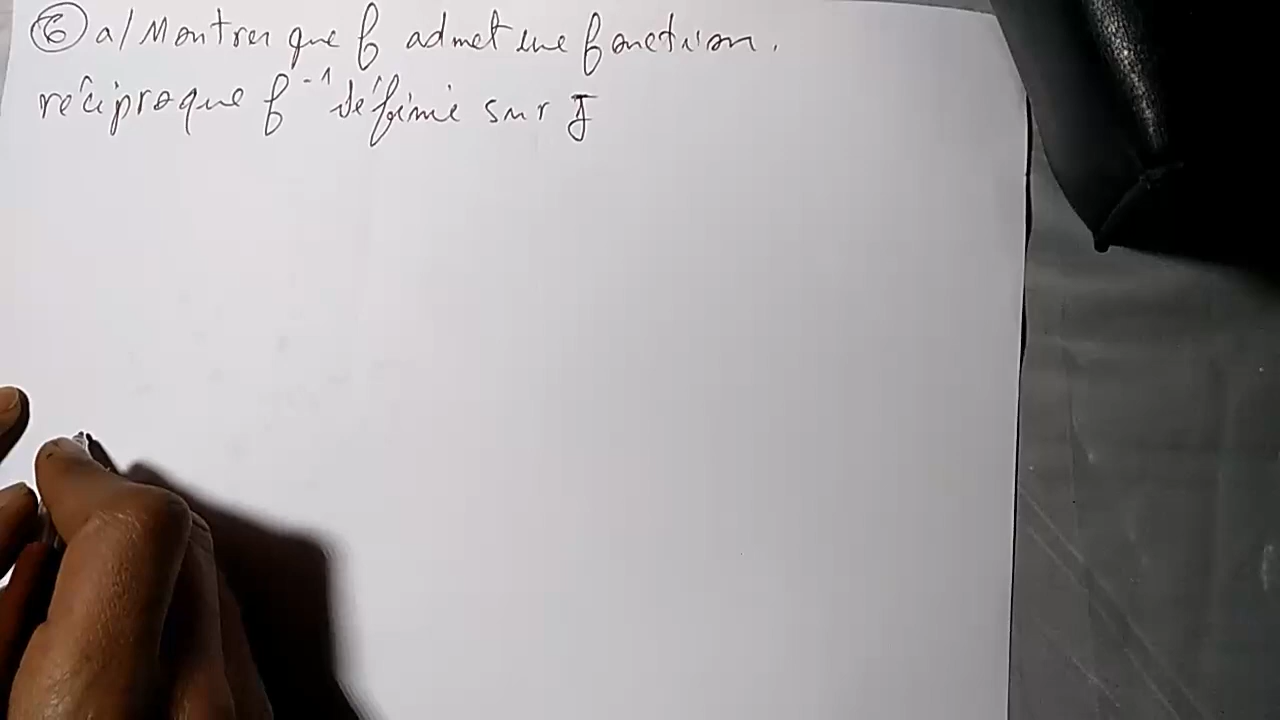 ⑥ a/ Montrer que f admet une fonction.
réciproque f⁻¹ définie sur J